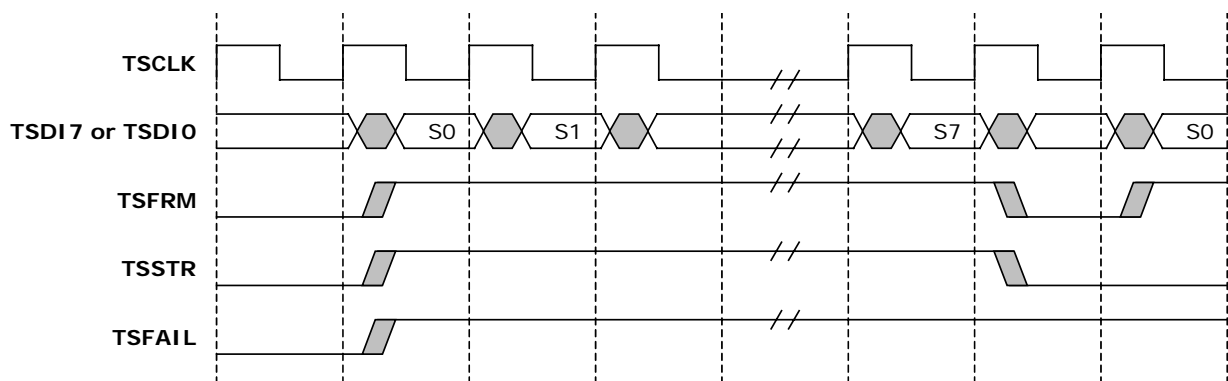 TSCLK
TSDI7 or TSDI0 S0 S1 S7 S0
TSFRM
TSSTR
TSFAIL